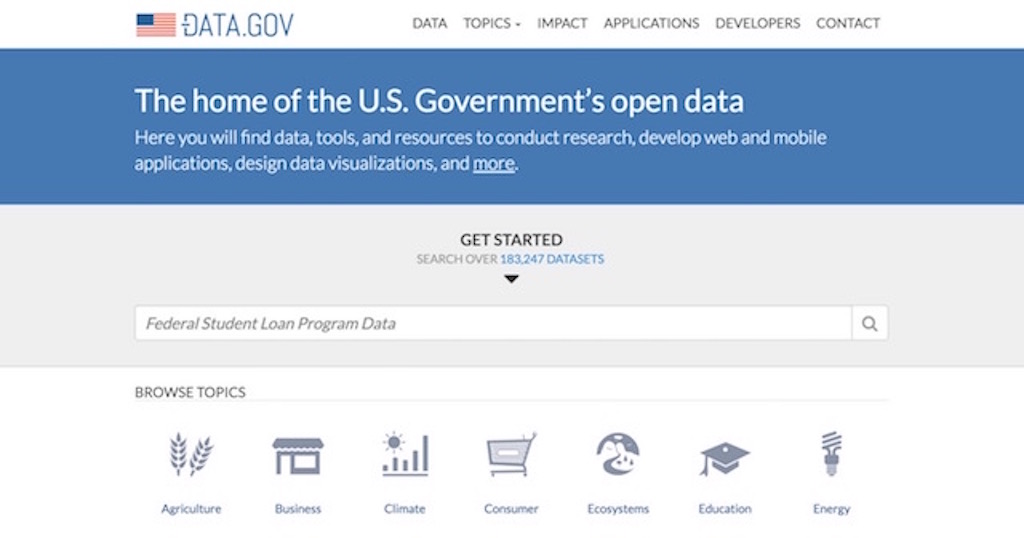 DATA.GOV
DATA TOPICS IMPACT APPLICATIONS DEVELOPERS CONTACT
The home of the U.S. Government’s open data
Here you will find data, tools, and resources to conduct research, develop web and mobile
applications, design data visualizations, and more.
GET STARTED
SEARCH OVER 183,247 DATASETS
Federal Student Loan Program Data
BROWSE TOPICS
Agriculture Business Climate Consumer Ecosystems Education Energy